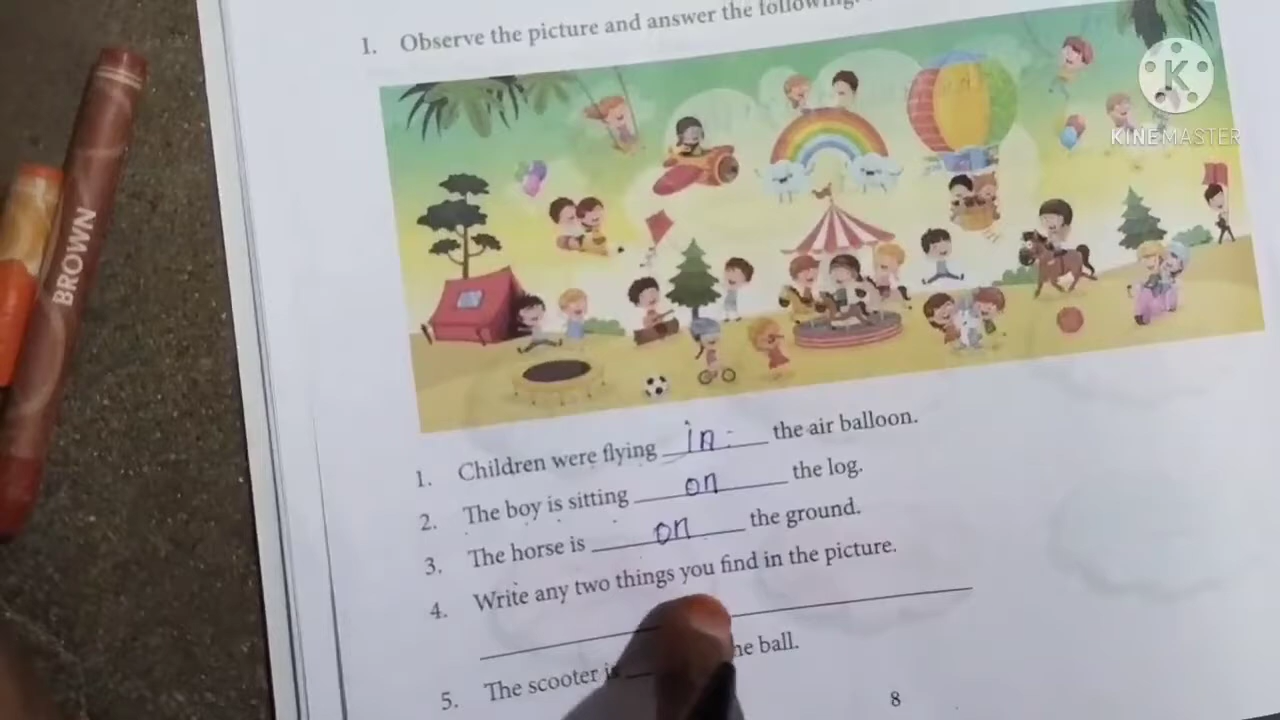 1. Observe the picture and answer the following.
KINEMASTER
1. Children were flying in the air balloon.
2. The boy is sitting on the log.
3. The horse is on the ground.
4. Write any two things you find in the picture.
5. The scooter is he ball.
8
BROWN